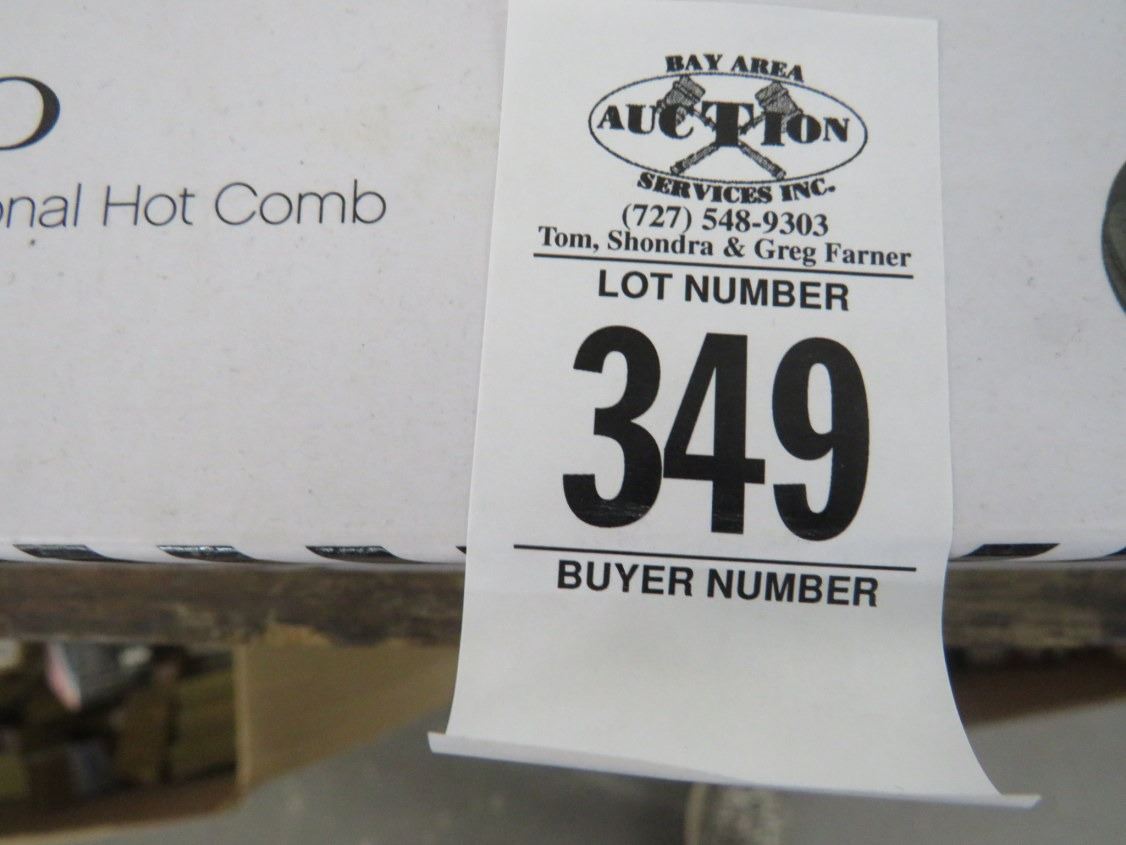 Hot Comb
BAY AREA
AUCTION
SERVICES INC.
(727) 548-9303
Tom, Shondra & Greg Farner
LOT NUMBER
349
BUYER NUMBER